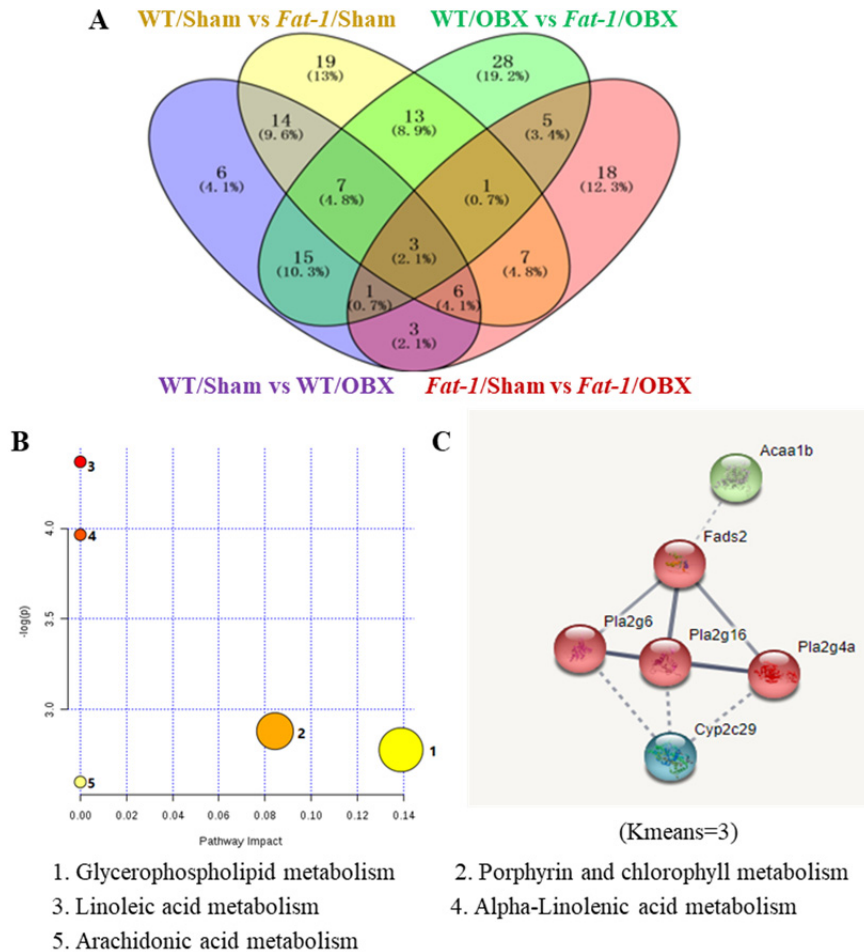 A
WT/Sham vs Fat-1/Sham
WT/OBX vs Fat-1/OBX
19
(13%)
28
(19.2%)
14
(9.6%)
13
(8.9%)
5
(3.4%)
6
(4.1%)
7
(4.8%)
1
(0.7%)
18
(12.3%)
15
(10.3%)
3
(2.1%)
7
(4.8%)
1
(0.7%)
6
(4.1%)
3
(2.1%)
WT/Sham vs WT/OBX
Fat-1/Sham vs Fat-1/OBX
B
3
4
2
1
5
-log(p)
4.0
3.5
3.0
0.00 0.02 0.04 0.06 0.08 0.10 0.12 0.14
Pathway Impact
C
Acaa1b
Fads2
Pla2g6
Pla2g16
Pla2g4a
Cyp2c29
(Kmeans=3)
1. Glycerophospholipid metabolism
2. Porphyrin and chlorophyll metabolism
3. Linoleic acid metabolism
4. Alpha-Linolenic acid metabolism
5. Arachidonic acid metabolism